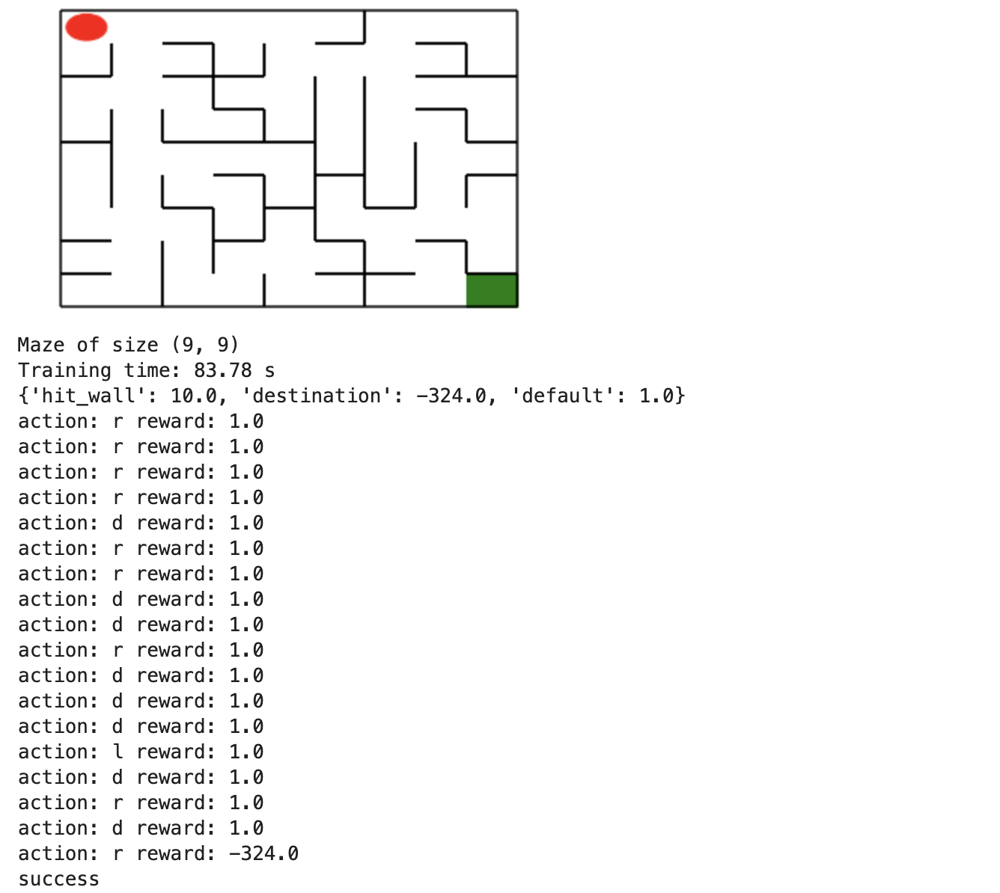 Maze of size (9, 9)
Training time: 83.78 s
{'hit_wall': 10.0, 'destination': −324.0, 'default': 1.0}
action: r reward: 1.0
action: r reward: 1.0
action: r reward: 1.0
action: r reward: 1.0
action: d reward: 1.0
action: r reward: 1.0
action: r reward: 1.0
action: d reward: 1.0
action: d reward: 1.0
action: r reward: 1.0
action: d reward: 1.0
action: d reward: 1.0
action: d reward: 1.0
action: l reward: 1.0
action: d reward: 1.0
action: r reward: 1.0
action: d reward: 1.0
action: r reward: −324.0
success